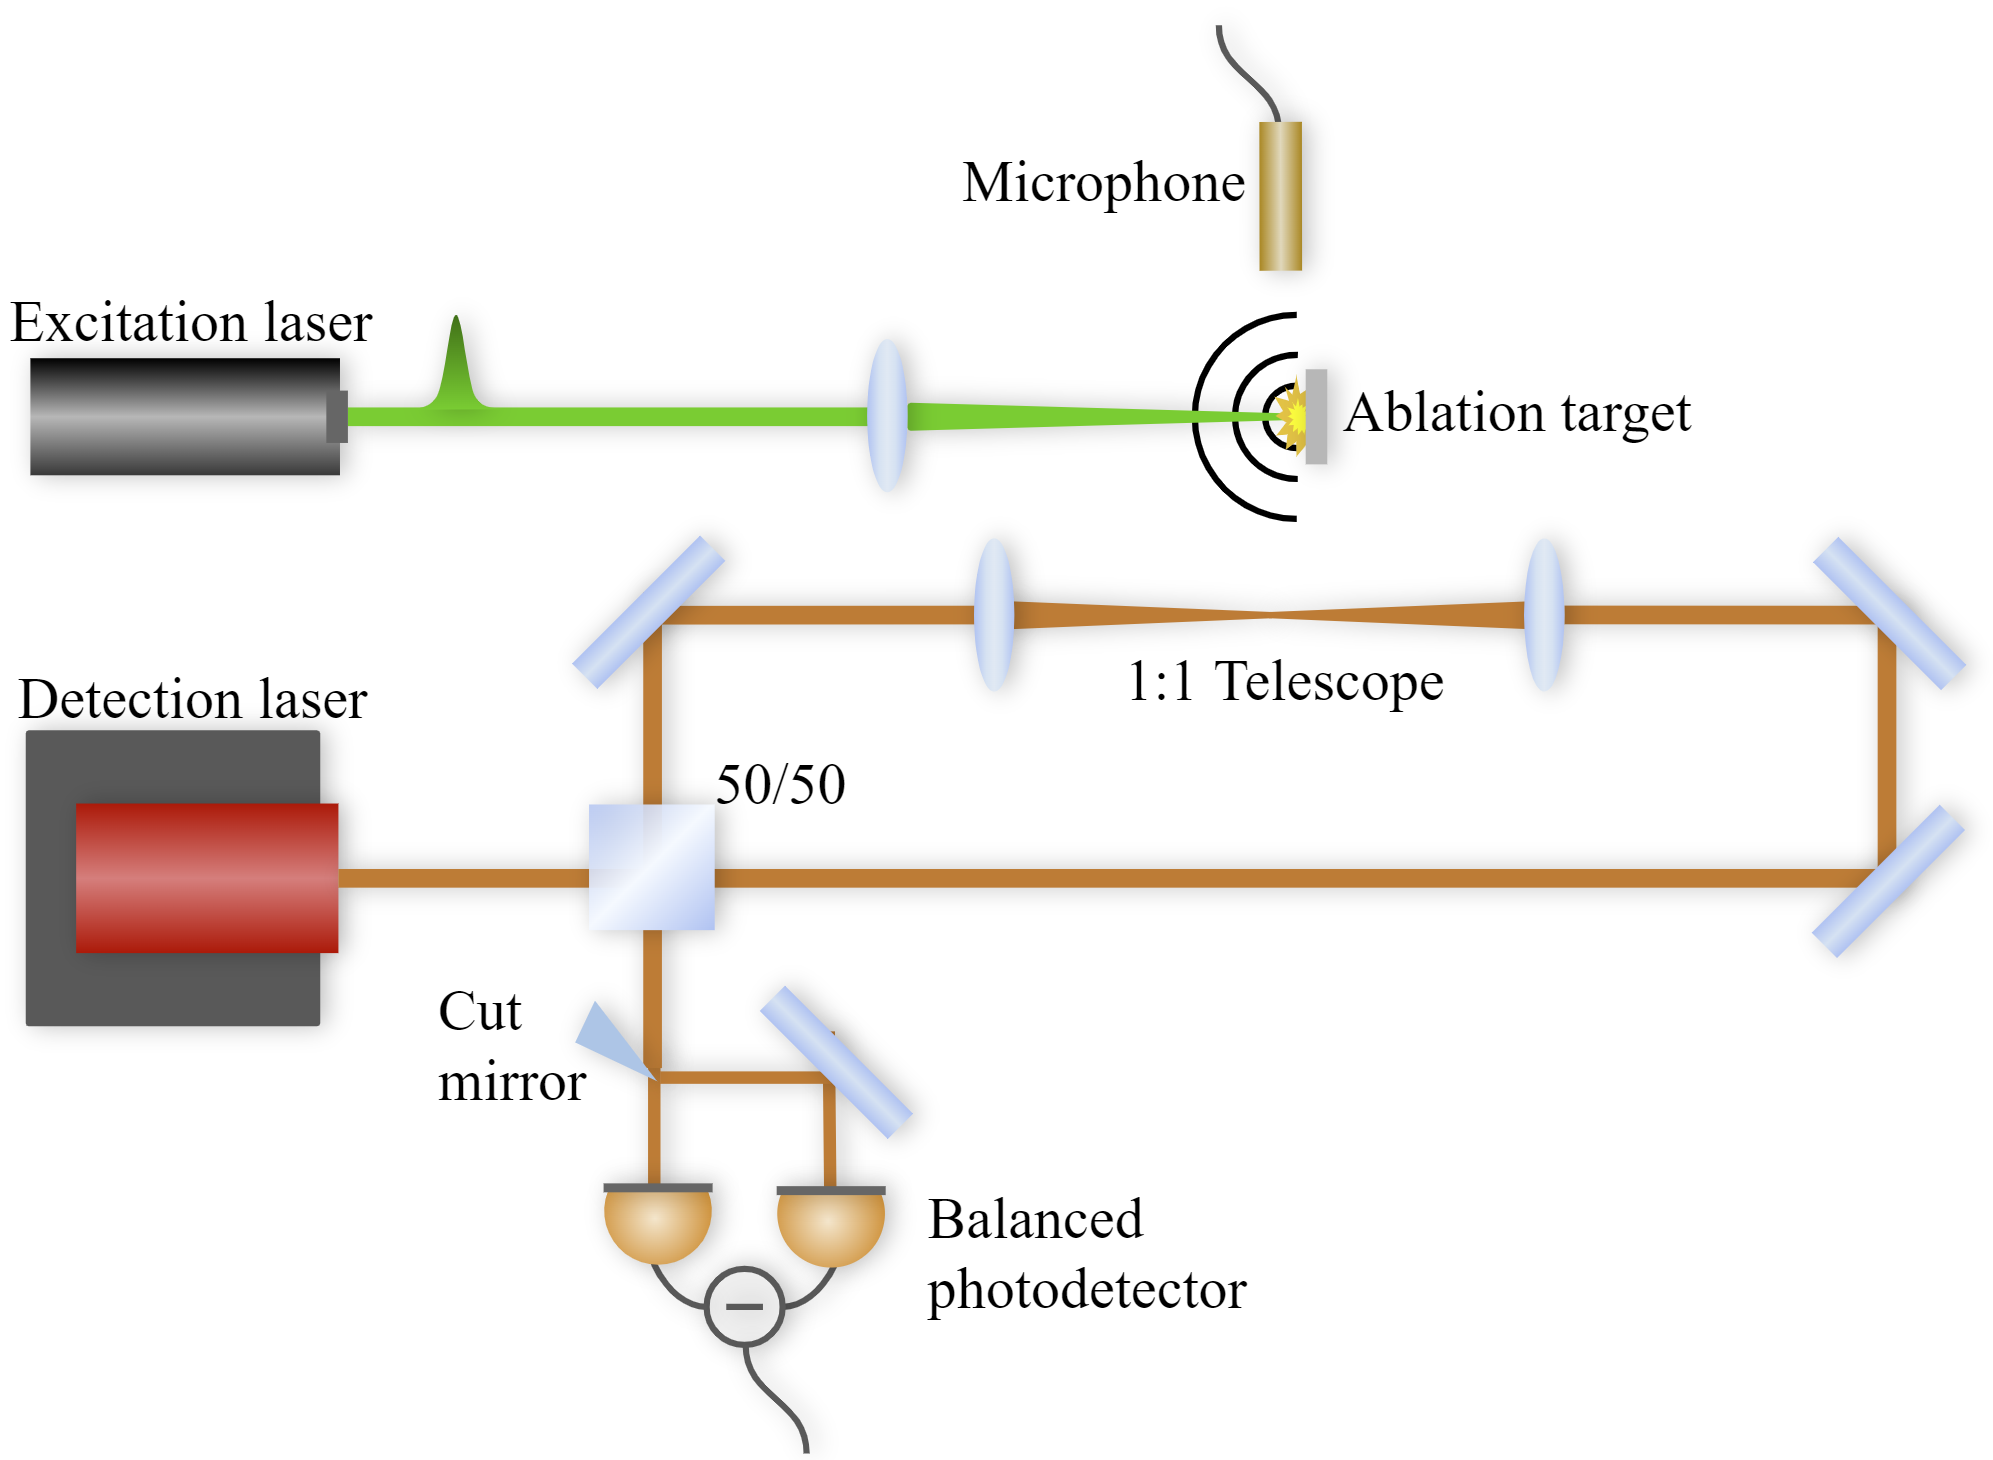 Microphone
Excitation laser
Ablation target
1:1 Telescope
Detection laser
50/50
Cut
mirror
Balanced
photodetector